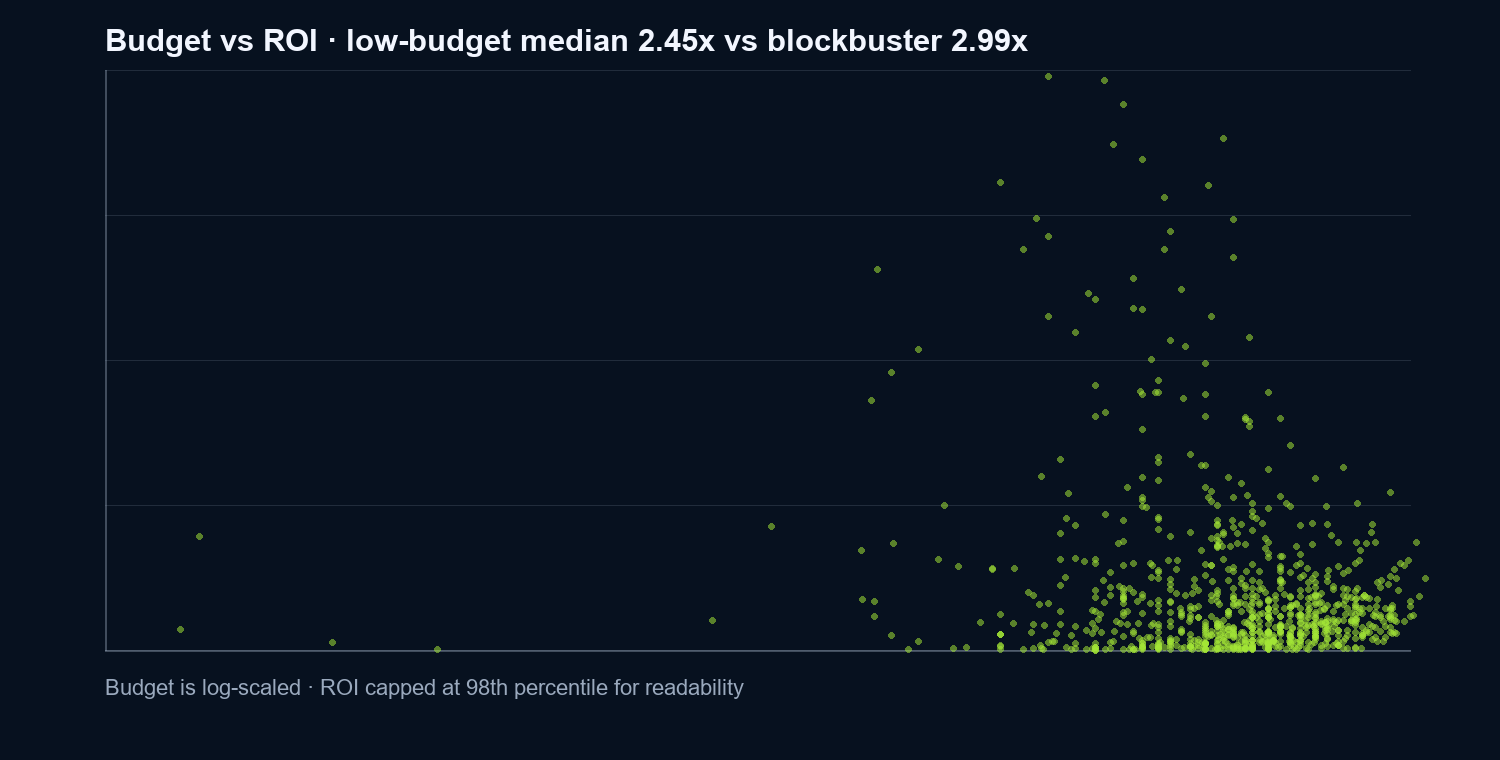 Budget vs ROI · low-budget median 2.45x vs blockbuster 2.99x
Budget is log-scaled · ROI capped at 98th percentile for readability